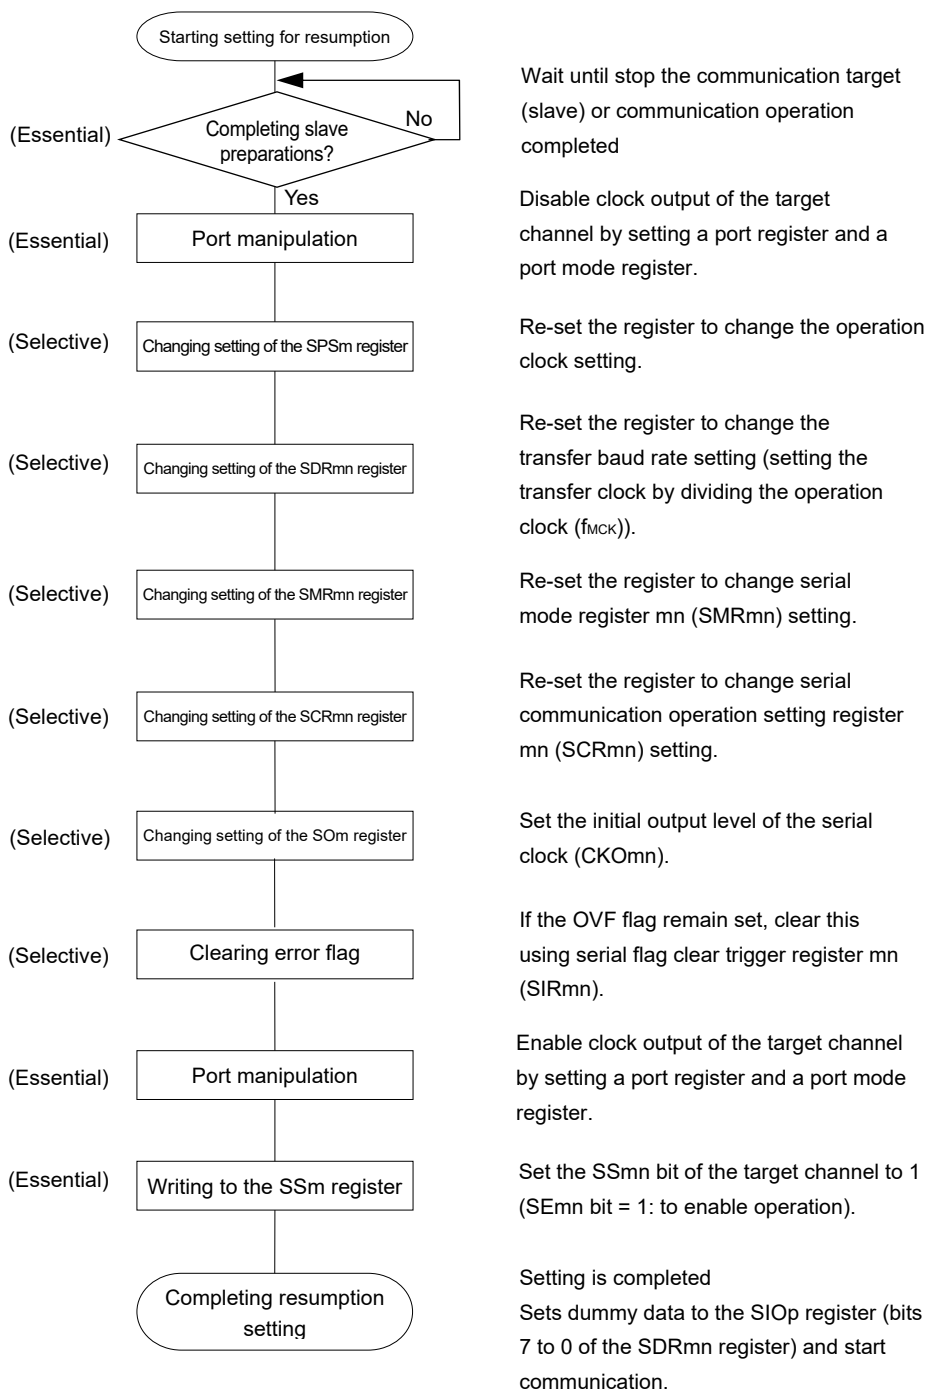 Starting setting for resumption
Wait until stop the communication target
(slave) or communication operation
completed
(Essential)
Completing slave
preparations?
No
Yes
Disable clock output of the target
channel by setting a port register and a
port mode register.
(Essential)
Port manipulation
Re-set the register to change the operation
clock setting.
(Selective)
Changing setting of the SPSm register
Re-set the register to change the
transfer baud rate setting (setting the
transfer clock by dividing the operation
clock (fMCK)).
(Selective)
Changing setting of the SDRmn register
Re-set the register to change serial
mode register mn (SMRmn) setting.
(Selective)
Changing setting of the SMRmn register
Re-set the register to change serial
communication operation setting register
mn (SCRmn) setting.
(Selective)
Changing setting of the SCRmn register
Set the initial output level of the serial
clock (CKOmn).
(Selective)
Changing setting of the SOm register
If the OVF flag remain set, clear this
using serial flag clear trigger register mn
(SIRmn).
(Selective)
Clearing error flag
Enable clock output of the target channel
by setting a port register and a port mode
register.
(Essential)
Port manipulation
Set the SSmn bit of the target channel to 1
(SEmn bit = 1: to enable operation).
(Essential)
Writing to the SSm register
Completing resumption
setting
Setting is completed
Sets dummy data to the SIOp register (bits
7 to 0 of the SDRmn register) and start
communication.